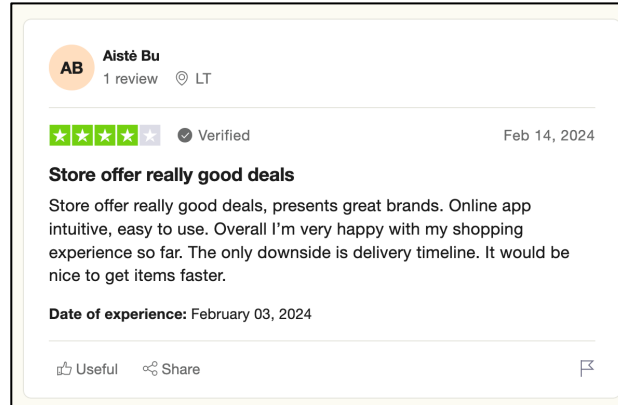 AB
Aistė Bu
1 review LT
Verified Feb 14, 2024
Store offer really good deals
Store offer really good deals, presents great brands. Online app
intuitive, easy to use. Overall I’m very happy with my shopping
experience so far. The only downside is delivery timeline. It would be
nice to get items faster.
Date of experience: February 03, 2024
Useful Share